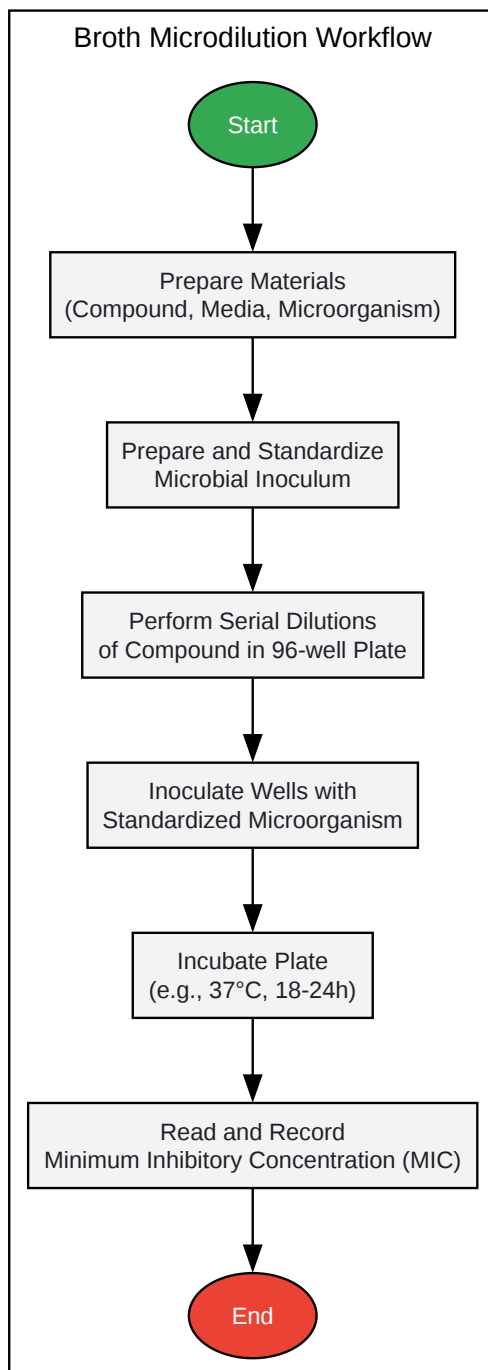 Broth Microdilution Workflow
Start
Prepare Materials
(Compound, Media, Microorganism)
Prepare and Standardize
Microbial Inoculum
Perform Serial Dilutions
of Compound in 96-well Plate
Inoculate Wells with
Standardized Microorganism
Incubate Plate
(e.g., 37°C, 18-24h)
Read and Record
Minimum Inhibitory Concentration (MIC)
End